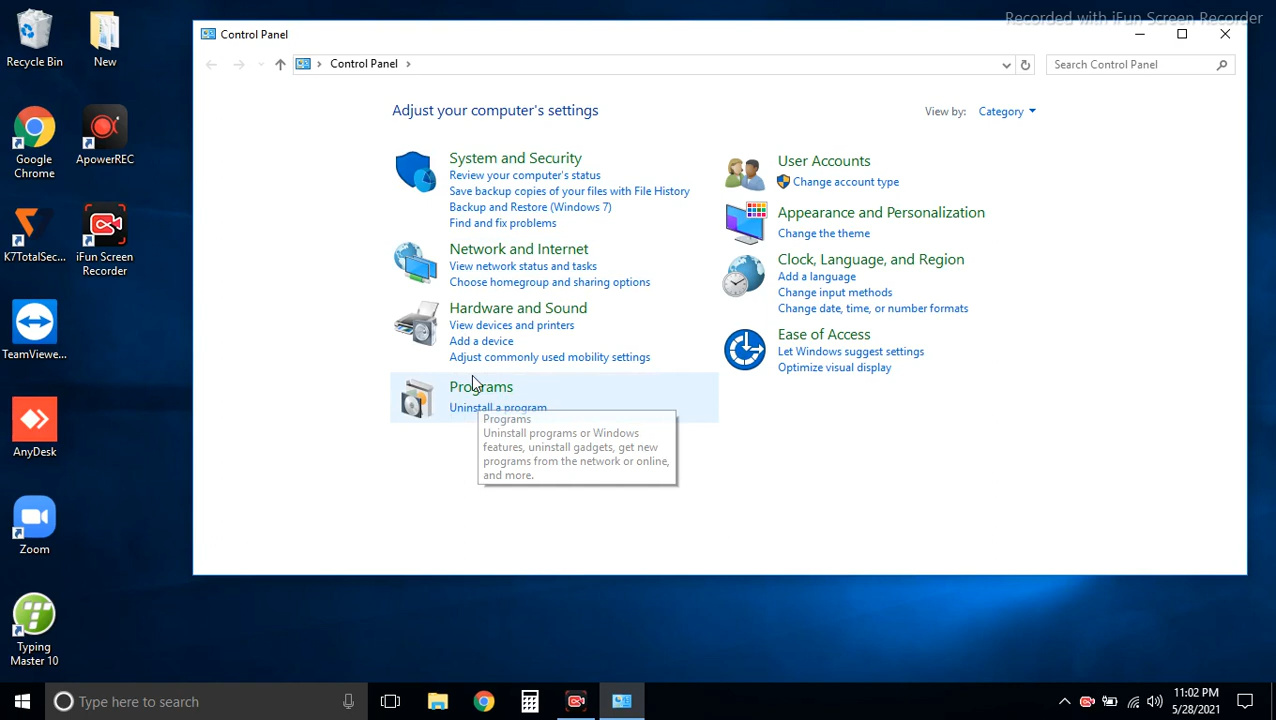 Recorded with iFun Screen Recorder
Control Panel
Control Panel
Search Control Panel
Adjust your computer's settings
View by: Category
System and Security
Review your computer's status
Save backup copies of your files with File History
Backup and Restore (Windows 7)
Find and fix problems
Network and Internet
View network status and tasks
Choose homegroup and sharing options
Hardware and Sound
View devices and printers
Add a device
Adjust commonly used mobility settings
Programs
Uninstall a program
Programs
Uninstall programs or Windows
features, uninstall gadgets, get new
programs from the network or online,
and more.
User Accounts
Change account type
Appearance and Personalization
Change the theme
Clock, Language, and Region
Add a language
Change input methods
Change date, time, or number formats
Ease of Access
Let Windows suggest settings
Optimize visual display
Recycle Bin
New
Google
Chrome
ApowerREC
K7TotalSec...
iFun Screen
Recorder
TeamViewe...
AnyDesk
Zoom
Typing
Master 10
Type here to search
11:02 PM
5/28/2021